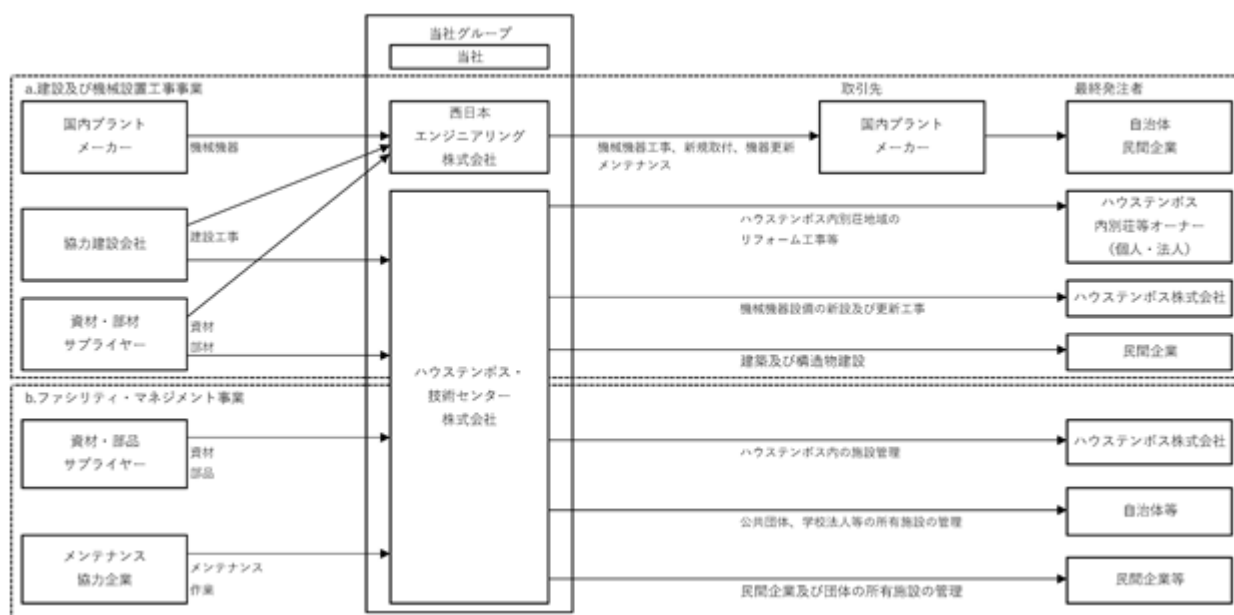 当社グループ
当社
a.建設及び機械設置工事事業
取引先
最終発注者
国内プラント
メーカー
機械機器
西日本
エンジニアリング
株式会社
機械機器工事、新規取付、機器更新
メンテナンス
国内プラント
メーカー
自治体
民間企業
協力建設会社
建設工事
ハウステンボス内別荘地域の
リフォーム工事等
ハウステンボス
内別荘等オーナー
（個人・法人）
資材・部材
サプライヤー
資材
部材
機械機器設備の新設及び更新工事
ハウステンボス株式会社
建築及び構造物建設
民間企業
ハウステンボス・
技術センター
株式会社
b.ファシリティ・マネジメント事業
資材・部品
サプライヤー
資材
部品
ハウステンボス内の施設管理
ハウステンボス株式会社
公共団体、学校法人等の所有施設の管理
自治体等
メンテナンス
協力企業
メンテナンス
作業
民間企業及び団体の所有施設の管理
民間企業等